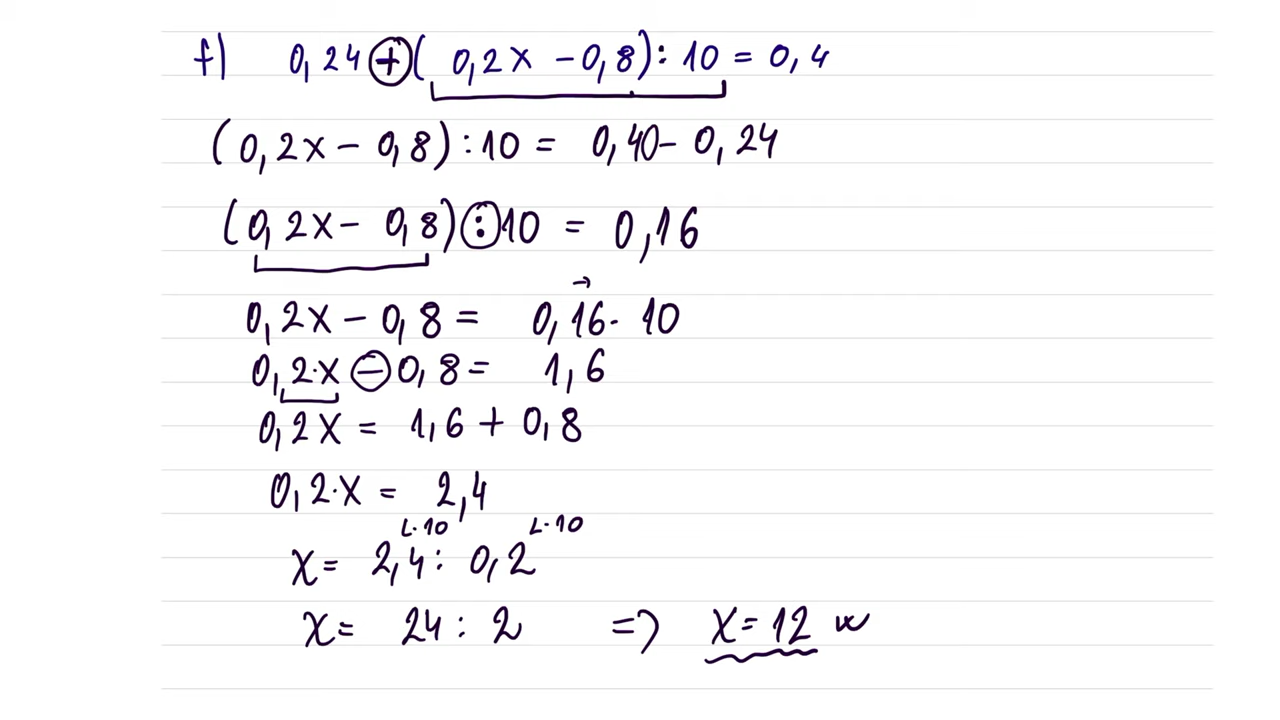 f) 0,24 + ( 0,2x - 0,8) : 10 = 0,4
(0,2x - 0,8) : 10 = 0,40 - 0,24
(0,2x - 0,8) : 10 = 0,16
→
0,2x - 0,8 = 0,16 · 10
0,2·x - 0,8 = 1,6
0,2x = 1,6 + 0,8
0,2·x = 2,4
L·10 L·10
x = 2,4 : 0,2
x = 24 : 2 => x = 12